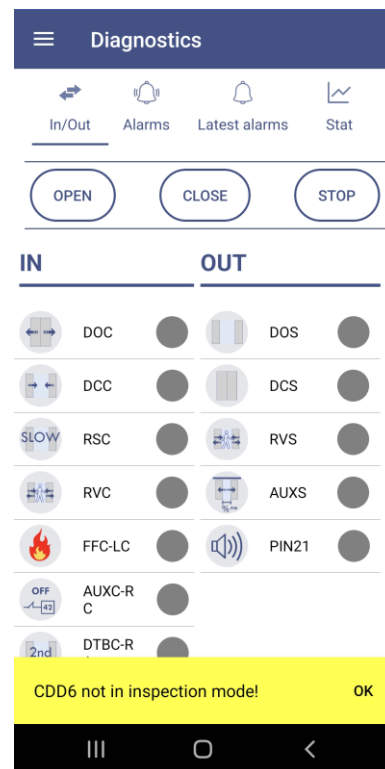 Diagnostics
In/Out Alarms Latest alarms Stat
OPEN CLOSE STOP
IN OUT
DOC DOS
DCC DCS
SLOW RSC RVS
RVC AUXS
FFC-LC PIN21
OFF AUXC-R
42 C
2nd DTBC-R
CDD6 not in inspection mode! OK